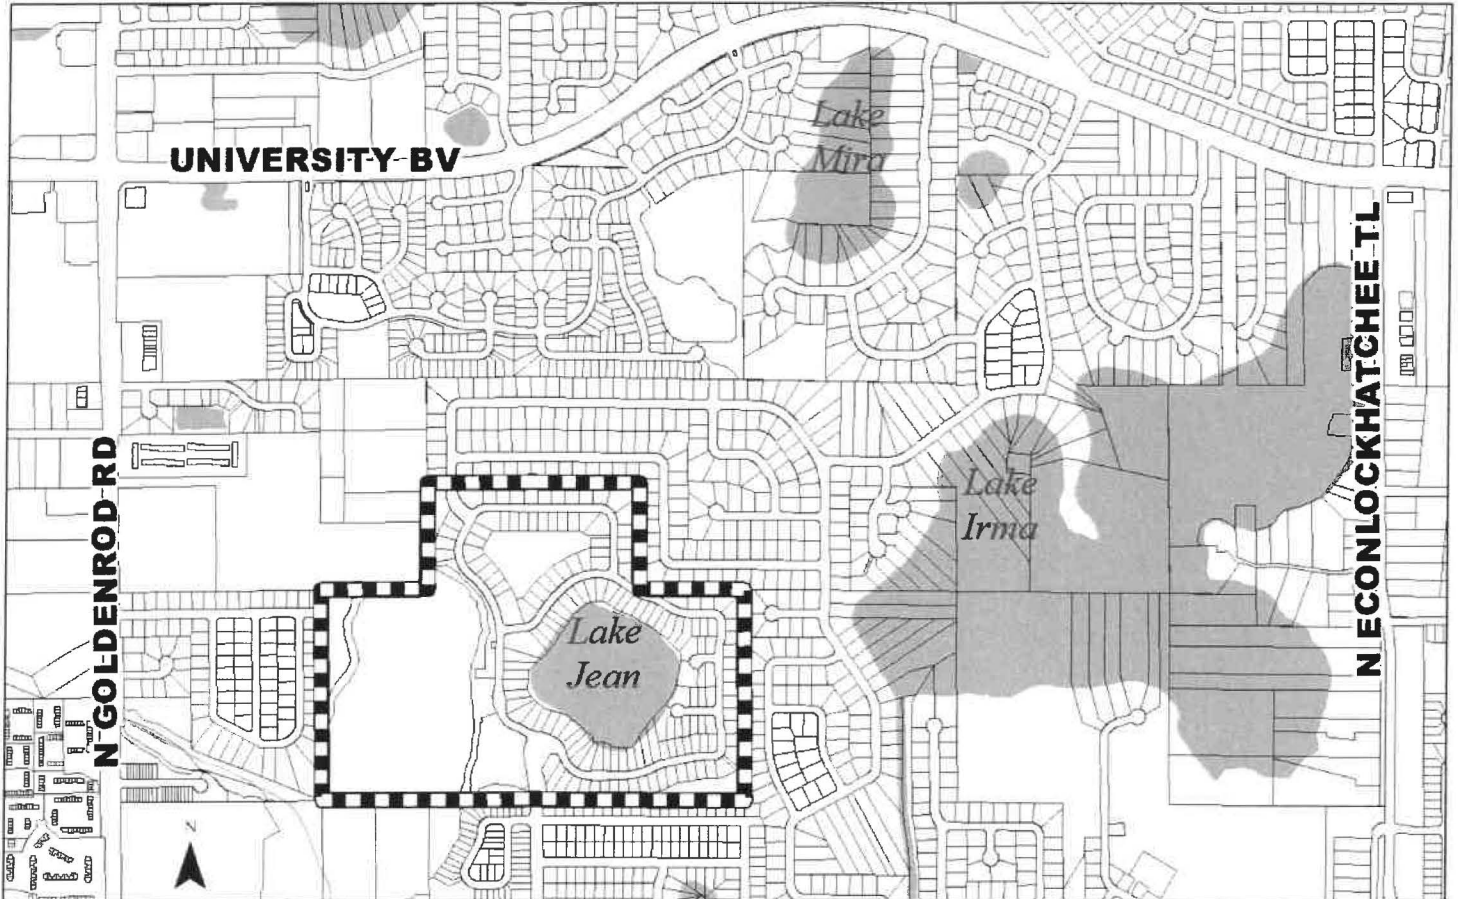 UNIVERSITY BV
Lake
Mira
N ECONLOCKHATCHEE TL
N GOLDENROD RD
Lake
Irma
Lake
Jean
N